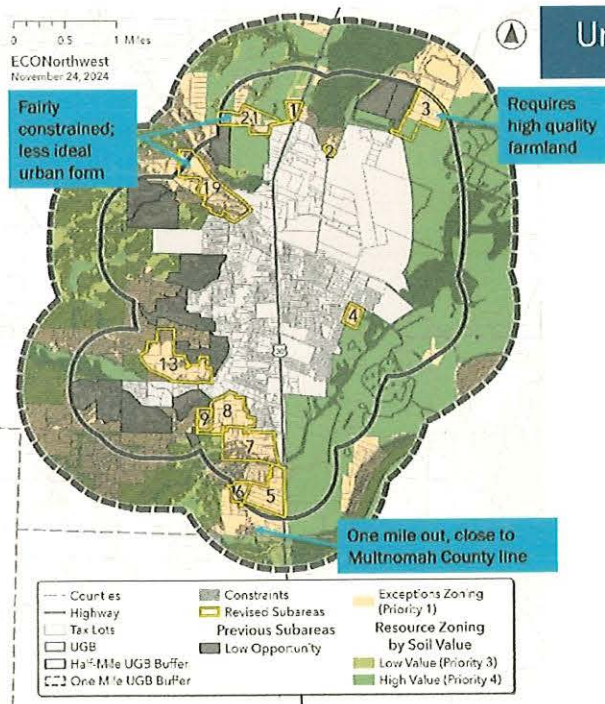 0 0.5 1 Miles
ECONorthwest
November 24, 2024
Ur
Fairly
constrained;
less ideal
urban form
Requires
high quality
farmland
21
1
3
2
19
4
13
9
8
7
6
5
30
One mile out, close to
Multnomah County line
Counties
Highway
Tax Lots
UGB
Half-Mile UGB Buffer
One Mile UGB Buffer
Constraints
Revised Subareas
Previous Subareas
Low Opportunity
Exceptions Zoning
(Priority 1)
Resource Zoning
by Soil Value
Low Value (Priority 3)
High Value (Priority 4)